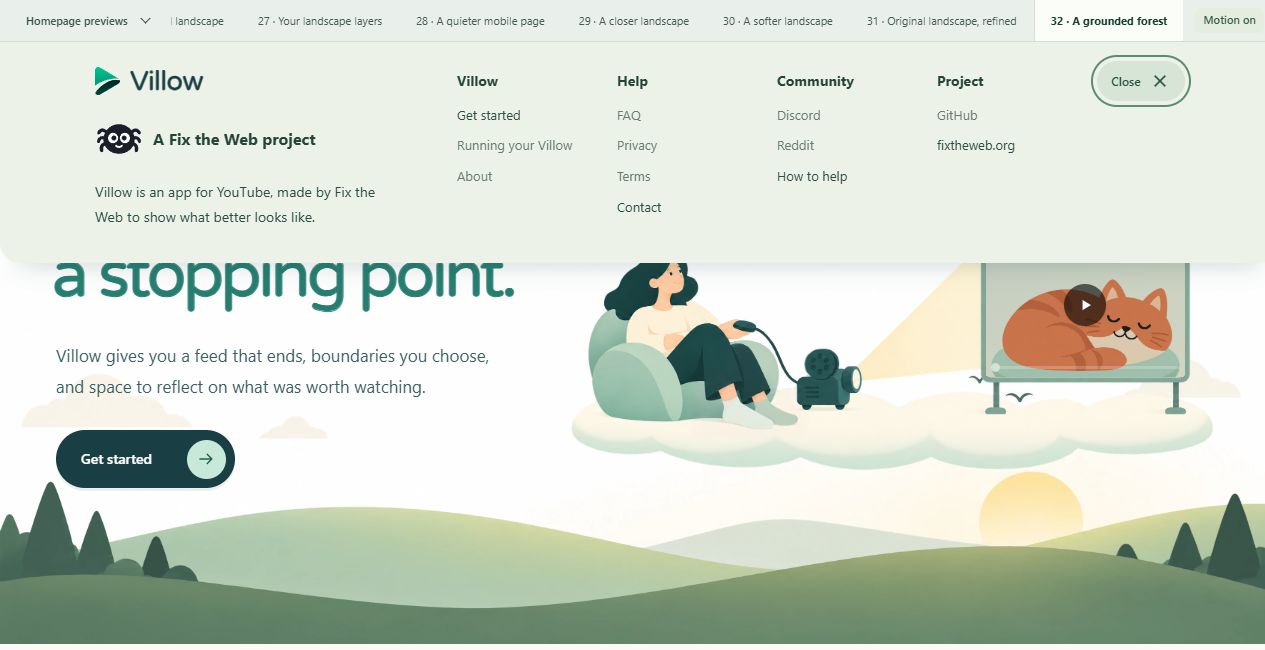 Homepage previews
landscape
27 · Your landscape layers
28 · A quieter mobile page
29 · A closer landscape
30 · A softer landscape
31 · Original landscape, refined
32 · A grounded forest
Motion on
Villow
A Fix the Web project
Villow is an app for YouTube, made by Fix the
Web to show what better looks like.
Villow
Get started
Running your Villow
About
Help
FAQ
Privacy
Terms
Contact
Community
Discord
Reddit
How to help
Project
GitHub
fixtheweb.org
Close
a stopping point.
Villow gives you a feed that ends, boundaries you choose,
and space to reflect on what was worth watching.
Get started